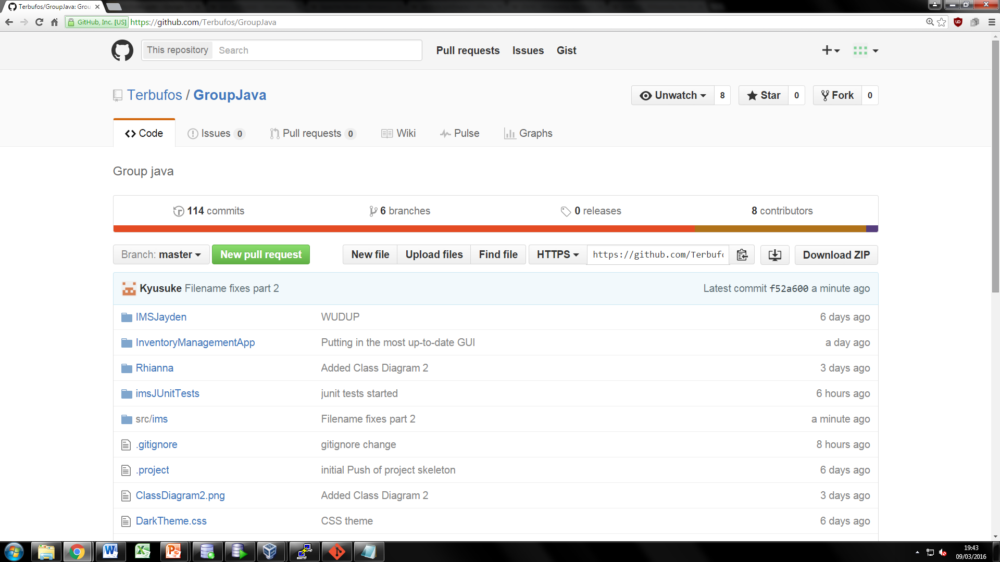 Terbufos/GroupJava: Grou
GitHub, Inc. [US] https://github.com/Terbufos/GroupJava
This repository Search Pull requests Issues Gist
Terbufos / GroupJava Unwatch 8 Star 0 Fork 0
Code Issues 0 Pull requests 0 Wiki Pulse Graphs
Group java
114 commits 6 branches 0 releases 8 contributors
Branch: master New pull request New file Upload files Find file HTTPS https://github.com/Terbufo Download ZIP
Kyusuke Filename fixes part 2 Latest commit f52a600 a minute ago
IMSJayden WUDUP 6 days ago
InventoryManagementApp Putting in the most up-to-date GUI a day ago
Rhianna Added Class Diagram 2 3 days ago
imsJUnitTests junit tests started 6 hours ago
src/ims Filename fixes part 2 a minute ago
.gitignore gitignore change 8 hours ago
.project initial Push of project skeleton 6 days ago
ClassDiagram2.png Added Class Diagram 2 3 days ago
DarkTheme.css CSS theme 6 days ago
19:43
09/03/2016